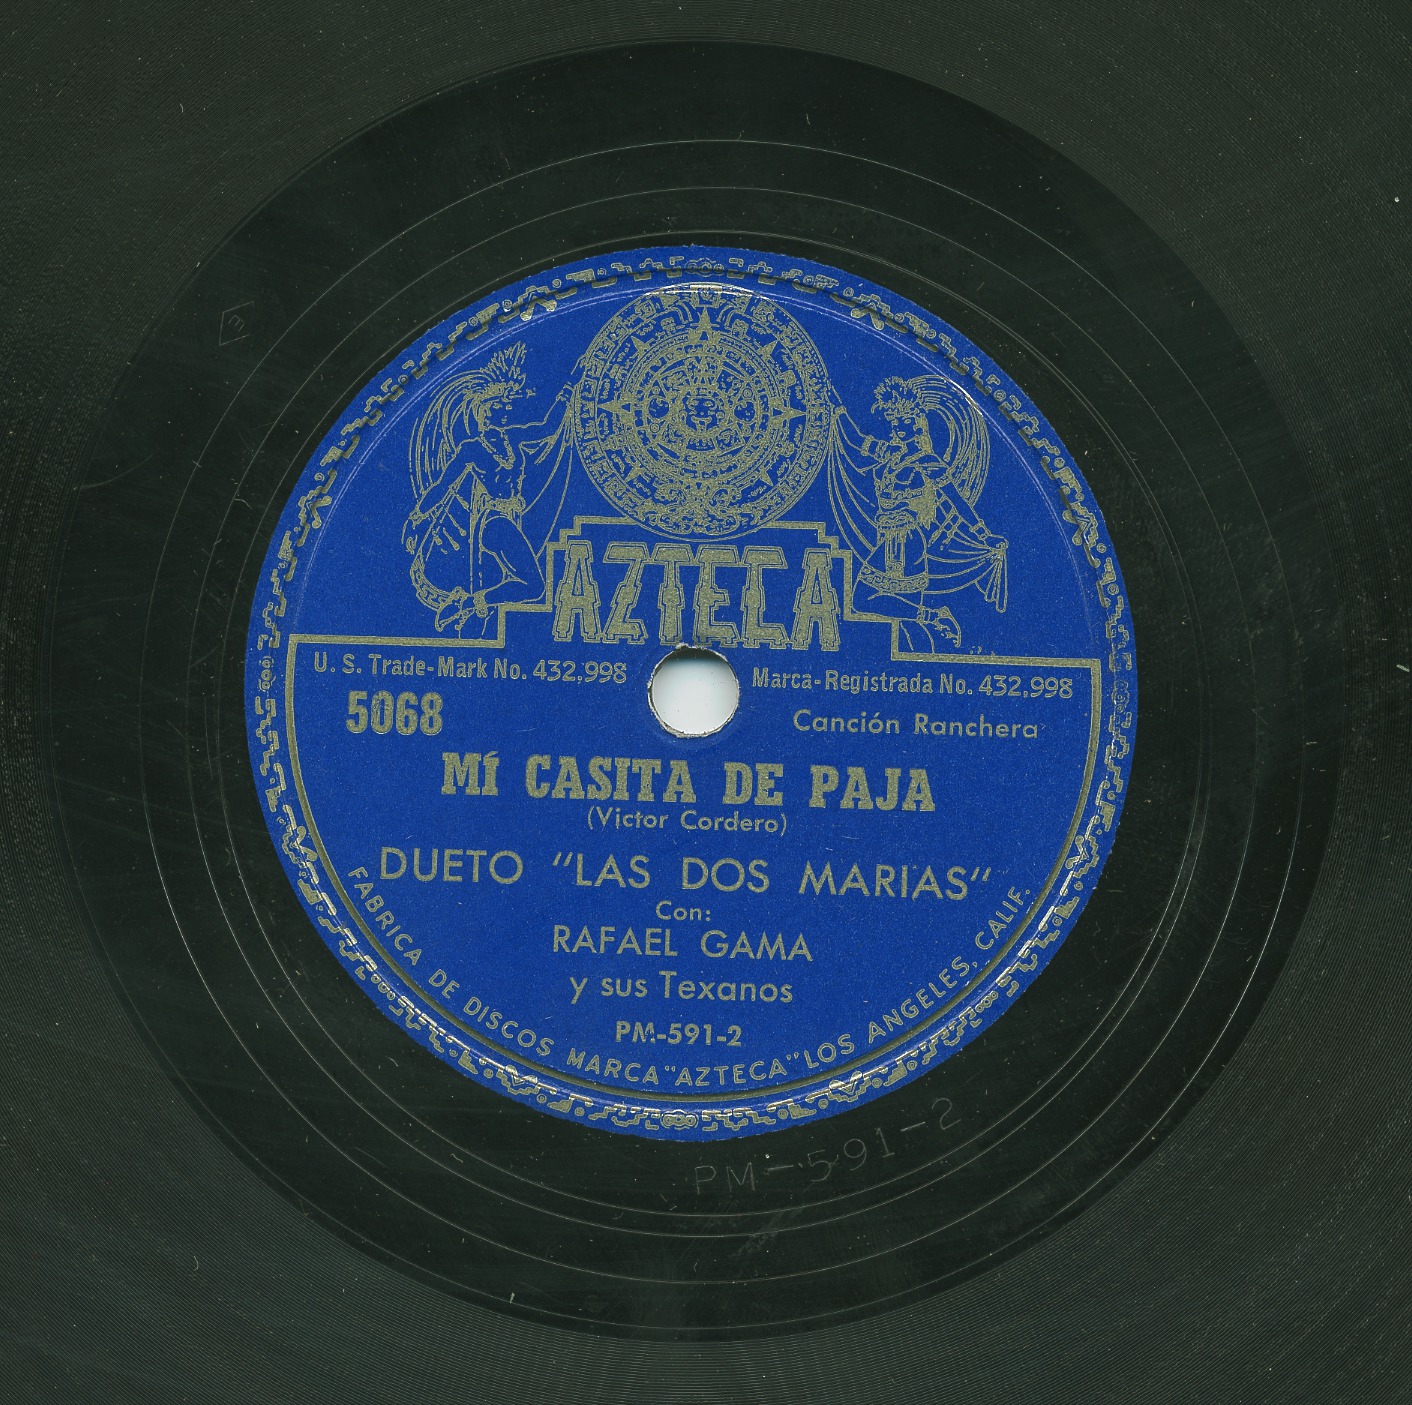 AZTECA
U. S. Trade-Mark No. 432,998
Marca-Registrada No. 432,998
5068
Canción Ranchera
MÍ CASITA DE PAJA
(Victor Cordero)
DUETO "LAS DOS MARIAS"
Con:
RAFAEL GAMA
y sus Texanos
PM-591-2
FABRICA DE DISCOS MARCA "AZTECA" LOS ANGELES, CALIF.
PM-591-2